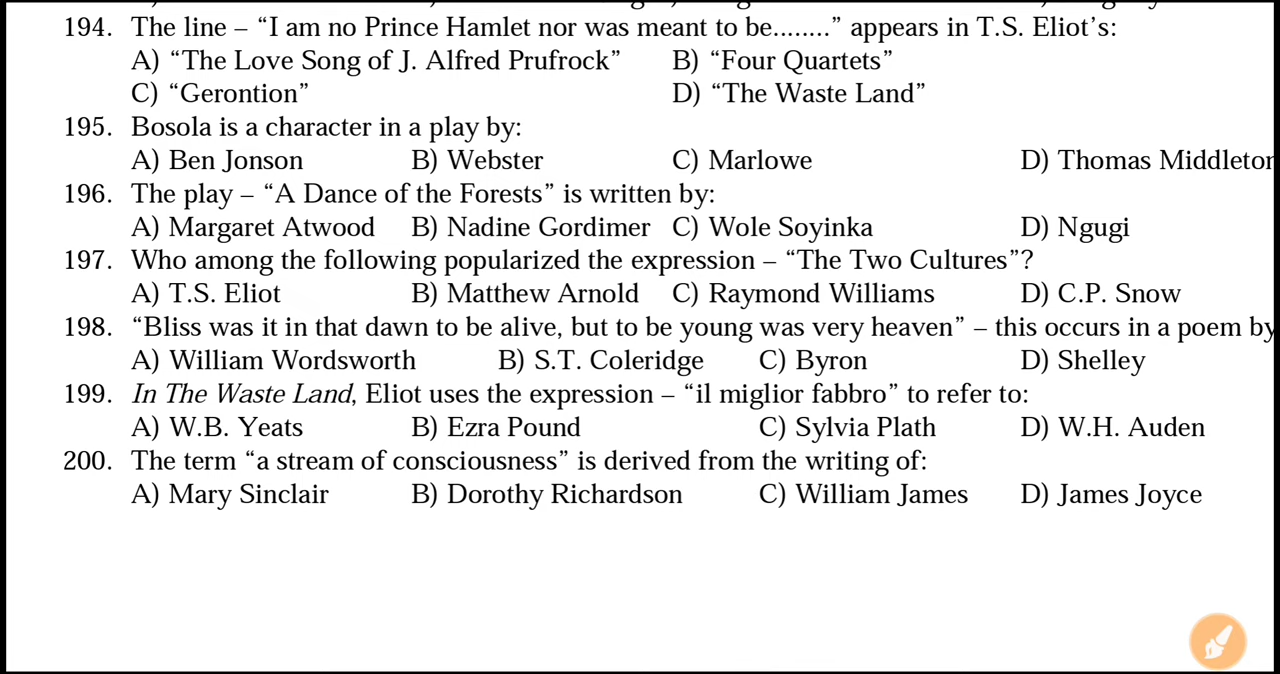 194. The line – “I am no Prince Hamlet nor was meant to be........” appears in T.S. Eliot’s:
A) “The Love Song of J. Alfred Prufrock” B) “Four Quartets”
C) “Gerontion” D) “The Waste Land”
195. Bosola is a character in a play by:
A) Ben Jonson B) Webster C) Marlowe D) Thomas Middleton
196. The play – “A Dance of the Forests” is written by:
A) Margaret Atwood B) Nadine Gordimer C) Wole Soyinka D) Ngugi
197. Who among the following popularized the expression – “The Two Cultures”?
A) T.S. Eliot B) Matthew Arnold C) Raymond Williams D) C.P. Snow
198. “Bliss was it in that dawn to be alive, but to be young was very heaven” – this occurs in a poem by
A) William Wordsworth B) S.T. Coleridge C) Byron D) Shelley
199. In The Waste Land, Eliot uses the expression – “il miglior fabbro” to refer to:
A) W.B. Yeats B) Ezra Pound C) Sylvia Plath D) W.H. Auden
200. The term “a stream of consciousness” is derived from the writing of:
A) Mary Sinclair B) Dorothy Richardson C) William James D) James Joyce